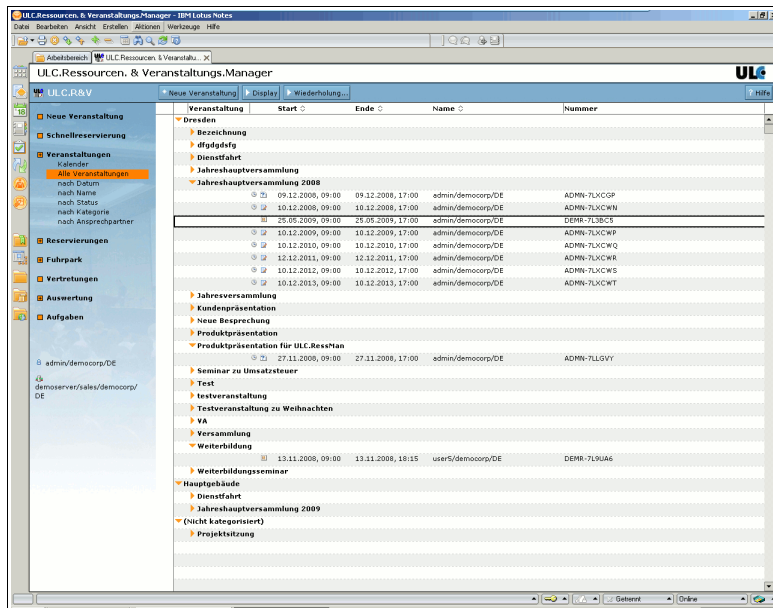 ULC.Ressourcen. & Veranstaltungs.Manager - IBM Lotus Notes
Datei Bearbeiten Ansicht Erstellen Aktionen Werkzeuge Hilfe
Arbeitsbereich ULC.Ressourcen. & Veranstaltu...
ULC.Ressourcen. & Veranstaltungs.Manager ULC
ULC.R&V Neue Veranstaltung Display Wiederholung... ? Hilfe
Veranstaltung Start Ende Name Nummer
Neue Veranstaltung
Schnellreservierung
Veranstaltungen
Kalender
Alle Veranstaltungen
nach Datum
nach Name
nach Status
nach Kategorie
nach Ansprechpartner
Reservierungen
Fuhrpark
Vertretungen
Auswertung
Aufgaben
admin/democorp/DE
demoserver/sales/democorp/
DE
Dresden
Bezeichnung
dfgdgdsfg
Dienstfahrt
Jahreshauptversammlung
Jahreshauptversammlung 2008
09.12.2008, 09:00 09.12.2008, 17:00 admin/democorp/DE ADMN-7LXCGP
10.12.2008, 09:00 10.12.2008, 17:00 admin/democorp/DE ADMN-7LXCWN
25.05.2009, 09:00 25.05.2009, 17:00 admin/democorp/DE DEMR-7L3BC5
10.12.2009, 09:00 10.12.2009, 17:00 admin/democorp/DE ADMN-7LXCWP
10.12.2010, 09:00 10.12.2010, 17:00 admin/democorp/DE ADMN-7LXCWQ
12.12.2011, 09:00 12.12.2011, 17:00 admin/democorp/DE ADMN-7LXCWR
10.12.2012, 09:00 10.12.2012, 17:00 admin/democorp/DE ADMN-7LXCWS
10.12.2013, 09:00 10.12.2013, 17:00 admin/democorp/DE ADMN-7LXCWT
Jahresversammlung
Kundenpräsentation
Neue Besprechung
Produktpräsentation
Produktpräsentation für ULC.RessMan
27.11.2008, 09:00 27.11.2008, 17:00 admin/democorp/DE ADMN-7LLGVY
Seminar zu Umsatzsteuer
Test
testveranstaltung
Testveranstaltung zu Weihnachten
VA
Versammlung
Weiterbildung
13.11.2008, 09:00 13.11.2008, 18:15 user5/democorp/DE DEMR-7L9UA6
Weiterbildungsseminar
Hauptgebäude
Dienstfahrt
Jahreshauptversammlung 2009
(Nicht kategorisiert)
Projektsitzung
Getrennt Online